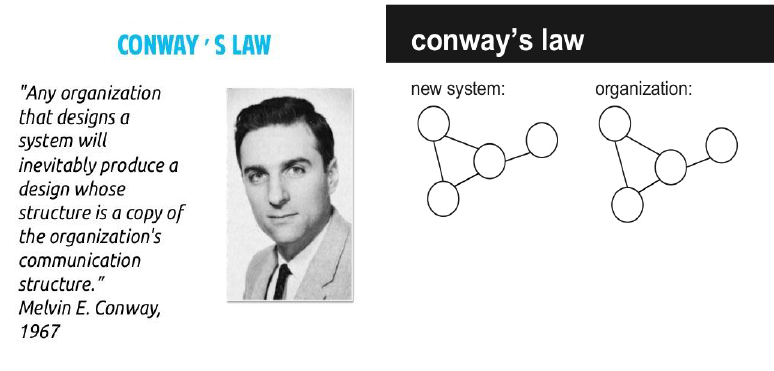 CONWAY'S LAW
"Any organization
that designs a
system will
inevitably produce a
design whose
structure is a copy of
the organization's
communication
structure."
Melvin E. Conway,
1967
conway's law
new system:
organization: